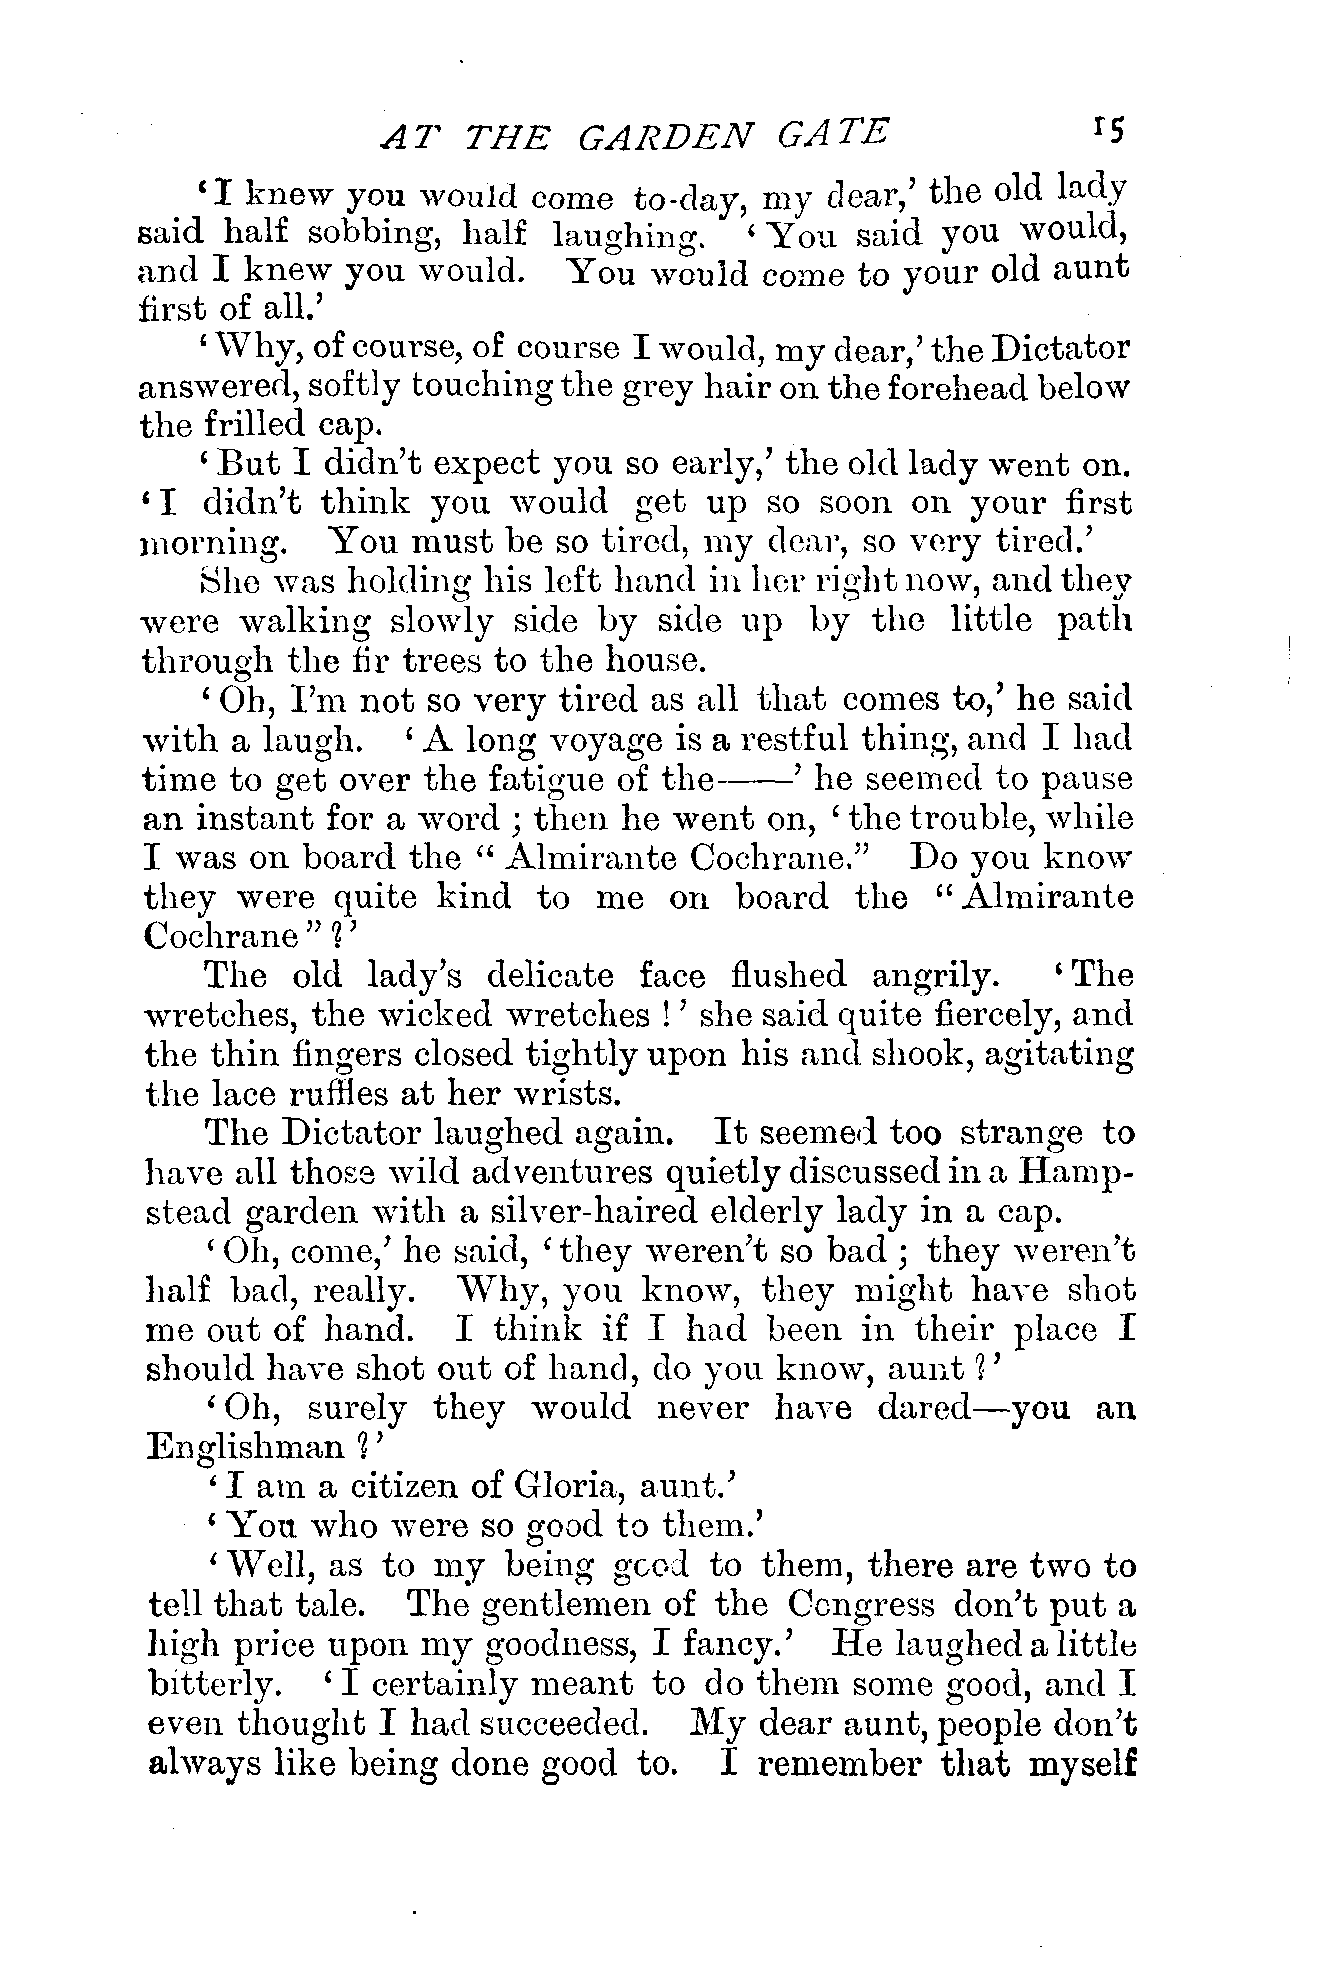 AT THE GARDEN GATE 15
‘I knew you would come to-day, my dear,’ the old lady
said half sobbing, half laughing. ‘You said you would,
and I knew you would. You would come to your old aunt
first of all.’
‘Why, of course, of course I would, my dear,’ the Dictator
answered, softly touching the grey hair on the forehead below
the frilled cap.
‘But I didn’t expect you so early,’ the old lady went on.
‘I didn’t think you would get up so soon on your first
morning. You must be so tired, my dear, so very tired.’
She was holding his left hand in her right now, and they
were walking slowly side by side up by the little path
through the fir trees to the house.
‘Oh, I’m not so very tired as all that comes to,’ he said
with a laugh. ‘A long voyage is a restful thing, and I had
time to get over the fatigue of the——’ he seemed to pause
an instant for a word ; then he went on, ‘the trouble, while
I was on board the “Almirante Cochrane.” Do you know
they were quite kind to me on board the “Almirante
Cochrane” ?’
The old lady’s delicate face flushed angrily. ‘The
wretches, the wicked wretches !’ she said quite fiercely, and
the thin fingers closed tightly upon his and shook, agitating
the lace ruffles at her wrists.
The Dictator laughed again. It seemed too strange to
have all those wild adventures quietly discussed in a Hamp-
stead garden with a silver-haired elderly lady in a cap.
‘Oh, come,’ he said, ‘they weren’t so bad ; they weren’t
half bad, really. Why, you know, they might have shot
me out of hand. I think if I had been in their place I
should have shot out of hand, do you know, aunt ?’
‘Oh, surely they would never have dared—you an
Englishman ?’
‘I am a citizen of Gloria, aunt.’
‘You who were so good to them.’
‘Well, as to my being good to them, there are two to
tell that tale. The gentlemen of the Congress don’t put a
high price upon my goodness, I fancy.’ He laughed a little
bitterly. ‘I certainly meant to do them some good, and I
even thought I had succeeded. My dear aunt, people don’t
always like being done good to. I remember that myself